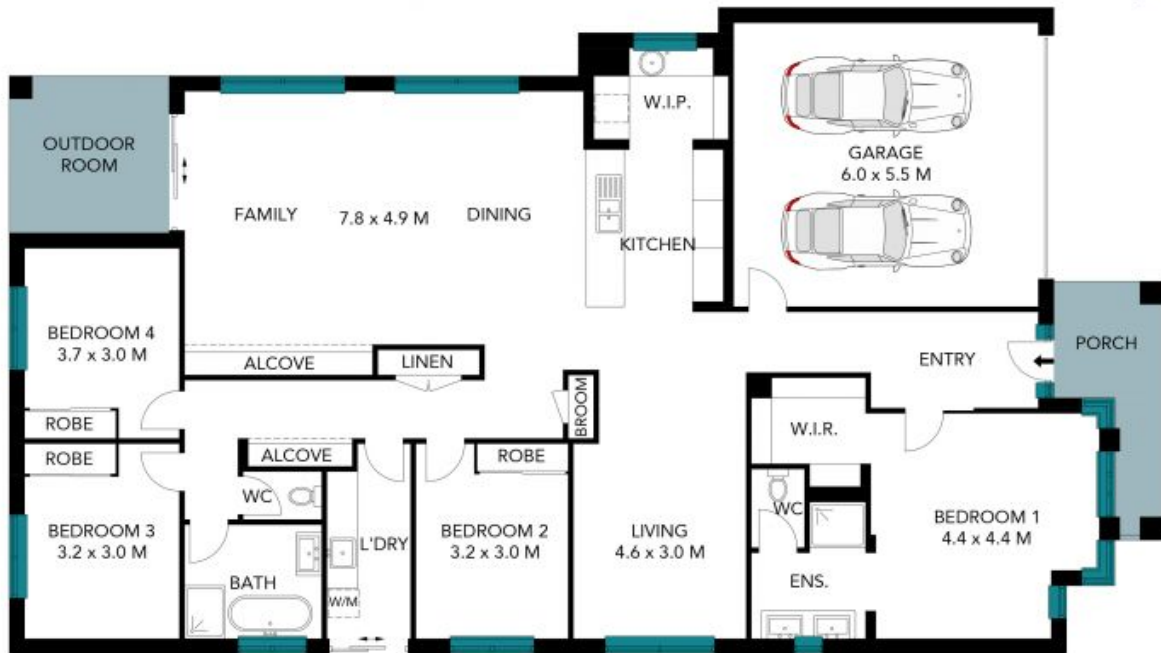 W.I.P.
OUTDOOR
ROOM
GARAGE
6.0 x 5.5 M
FAMILY
7.8 x 4.9 M
DINING
KITCHEN
BEDROOM 4
3.7 x 3.0 M
ALCOVE
LINEN
ENTRY
PORCH
BROOM
ROBE
W.I.R.
ROBE
ALCOVE
ROBE
WC
WC
BEDROOM 3
3.2 x 3.0 M
L'DRY
BEDROOM 2
3.2 x 3.0 M
LIVING
4.6 x 3.0 M
BEDROOM 1
4.4 x 4.4 M
BATH
W/M
ENS.